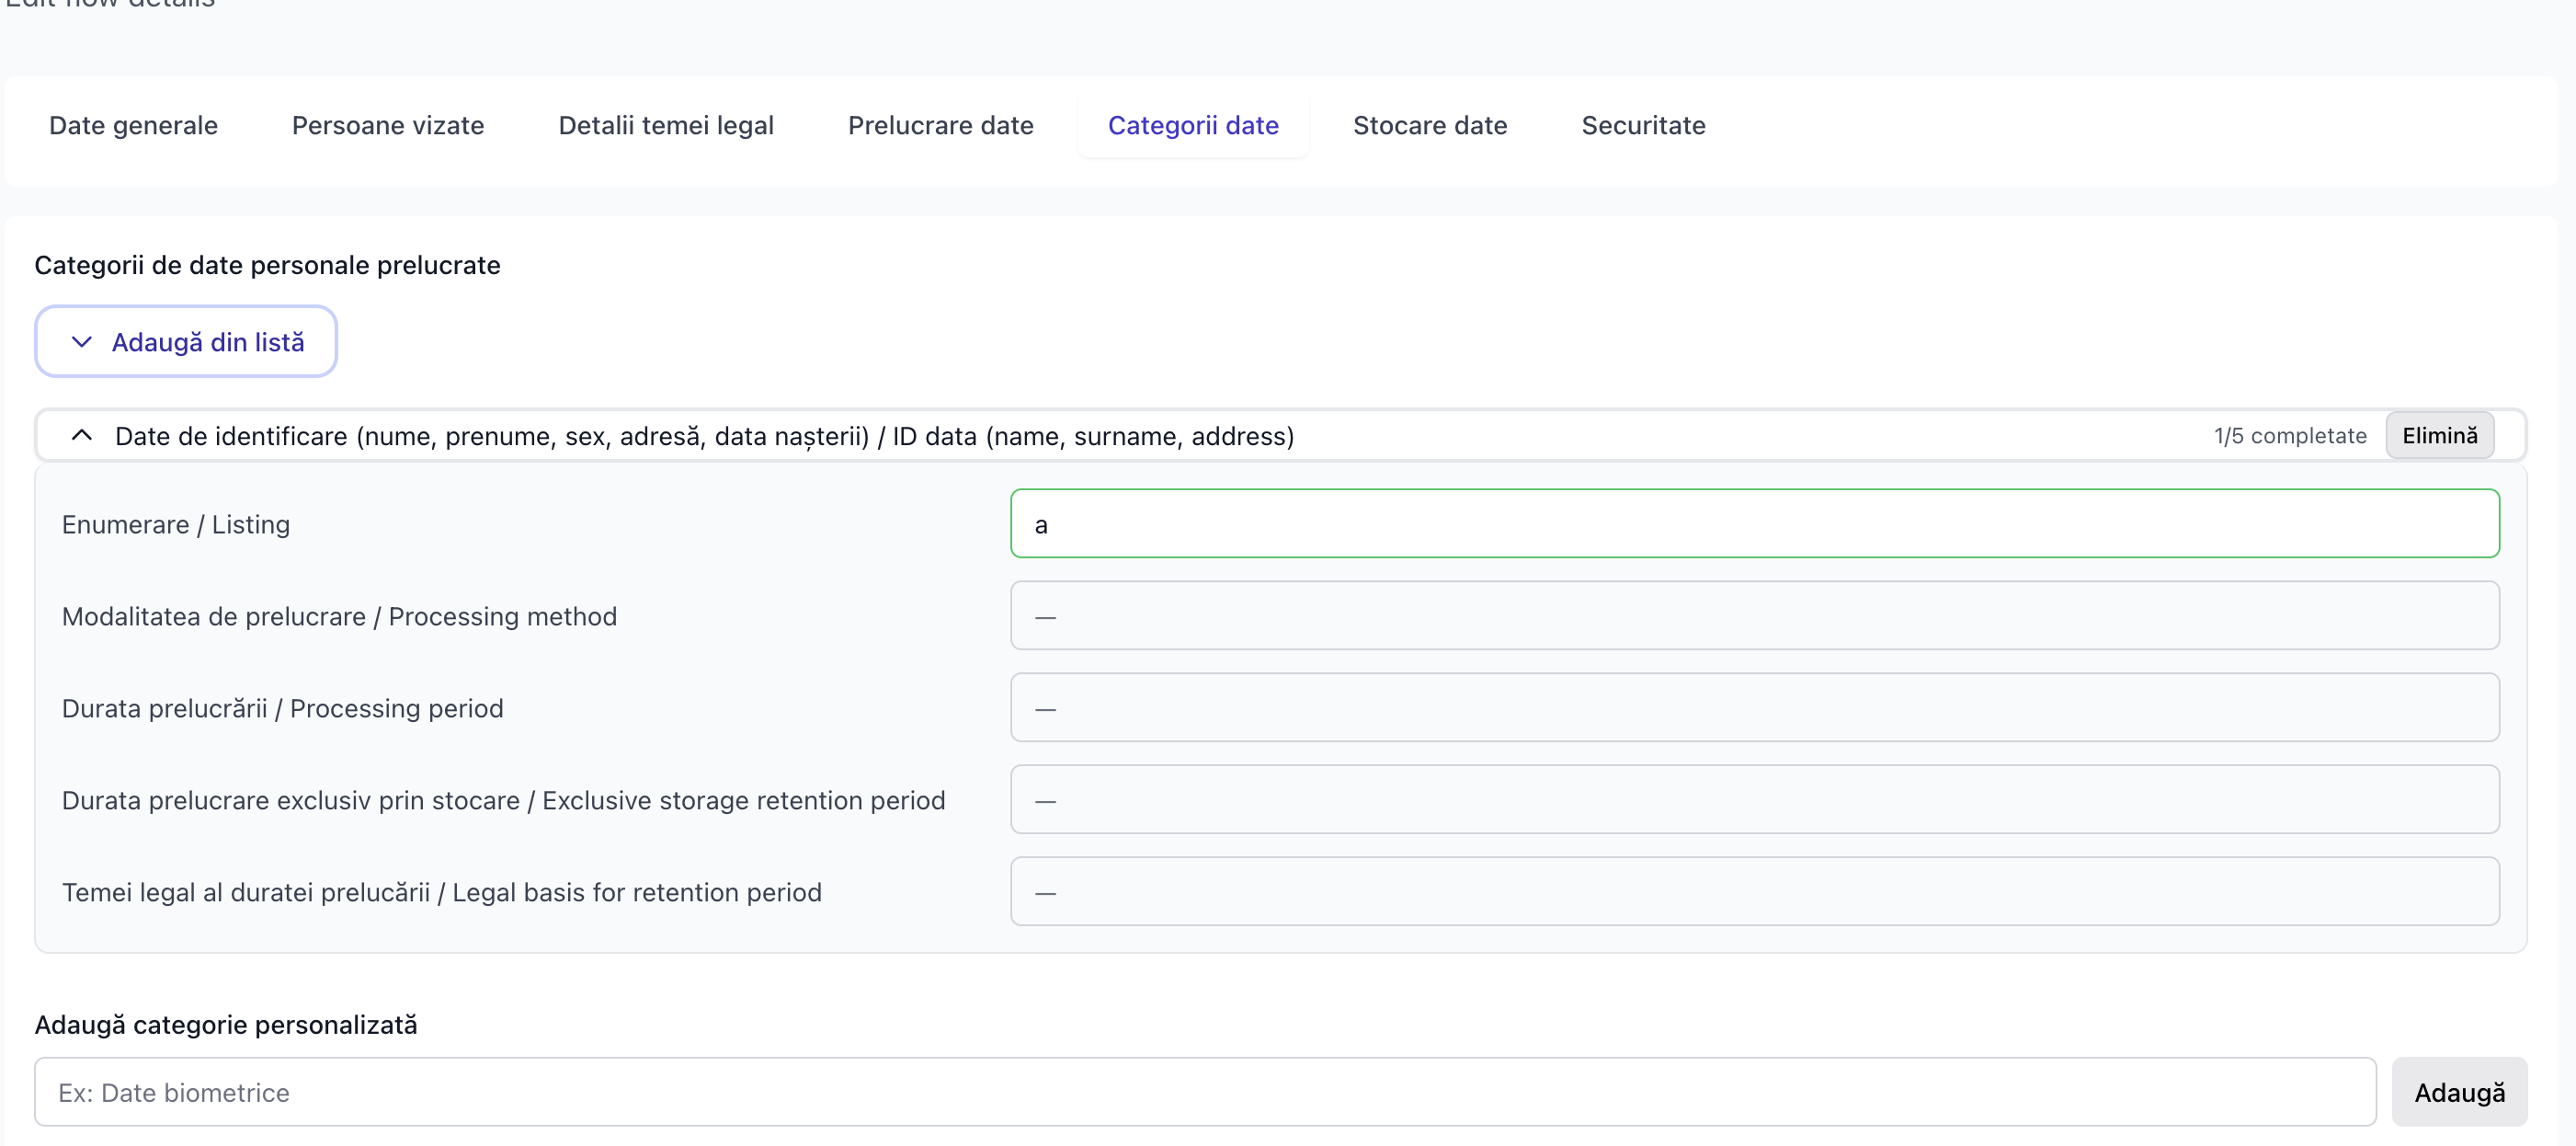 Edit flow details
Date generale
Persoane vizate
Detalii temei legal
Prelucrare date
Categorii date
Stocare date
Securitate
Categorii de date personale prelucrate
Adaugă din listă
Date de identificare (nume, prenume, sex, adresă, data nașterii) / ID data (name, surname, address)
1/5 completate
Elimină
Enumerare / Listing
a
Modalitatea de prelucrare / Processing method
—
Durata prelucrării / Processing period
—
Durata prelucrare exclusiv prin stocare / Exclusive storage retention period
—
Temei legal al duratei prelucării / Legal basis for retention period
—
Adaugă categorie personalizată
Ex: Date biometrice
Adaugă